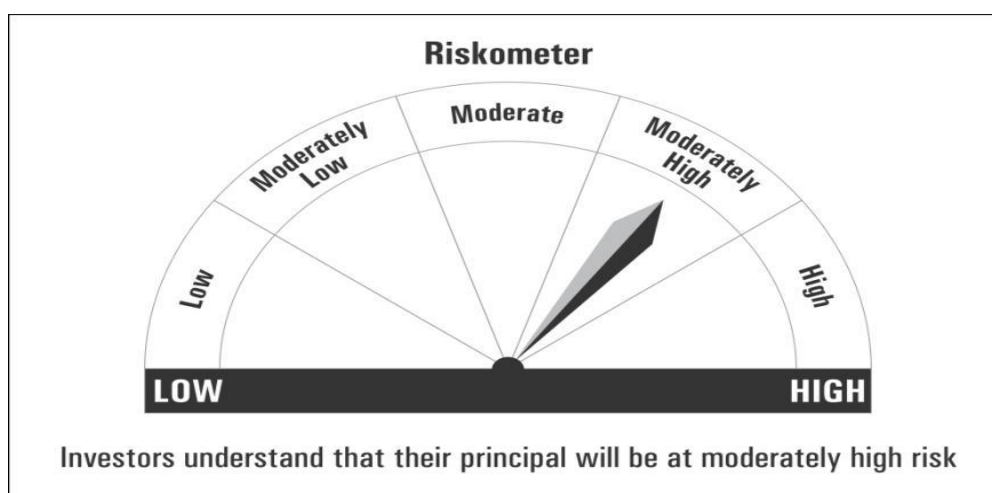 Riskometer
Low
Moderately
Low
Moderate
Moderately
High
High
LOW
HIGH
Investors understand that their principal will be at moderately high risk